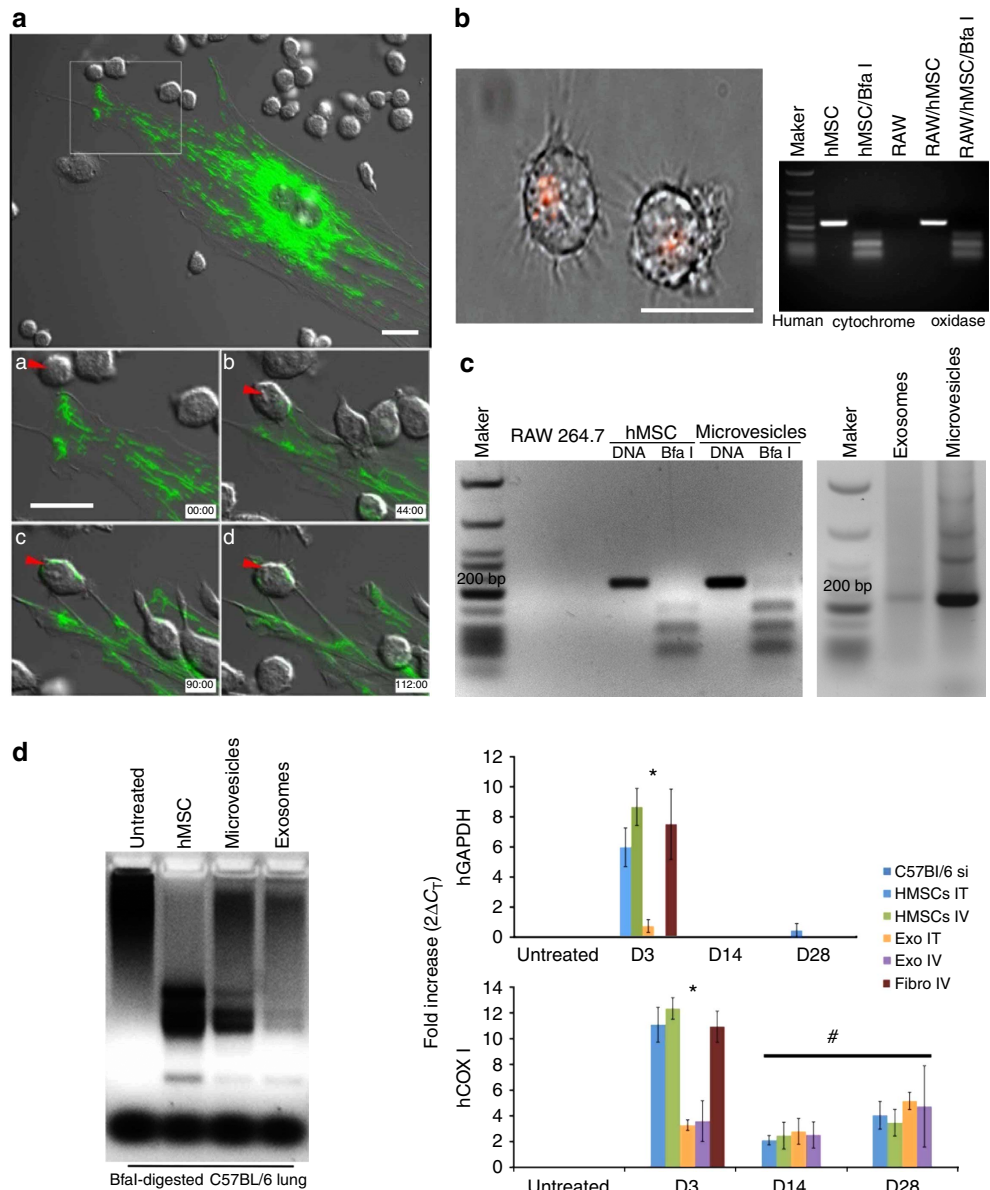 a
a
00:00
b
44:00
c
90:00
d
112:00
b
Maker
hMSC
hMSC/Bfa I
RAW
RAW/hMSC
RAW/hMSC/Bfa I
Human cytochrome oxidase
c
Maker
RAW 264.7
hMSC
DNA
Bfa I
Microvesicles
DNA
Bfa I
200 bp
Maker
Exosomes
Microvesicles
200 bp
d
Untreated
hMSC
Microvesicles
Exosomes
BfaI-digested C57BL/6 lung
Fold increase (2ΔCT)
hGAPDH
12
10
8
6
4
2
0
*
Untreated
D3
D14
D28
C57Bl/6 si
HMSCs IT
HMSCs IV
Exo IT
Exo IV
Fibro IV
hCOX I
14
12
10
8
6
4
2
0
*
#
Untreated
D3
D14
D28